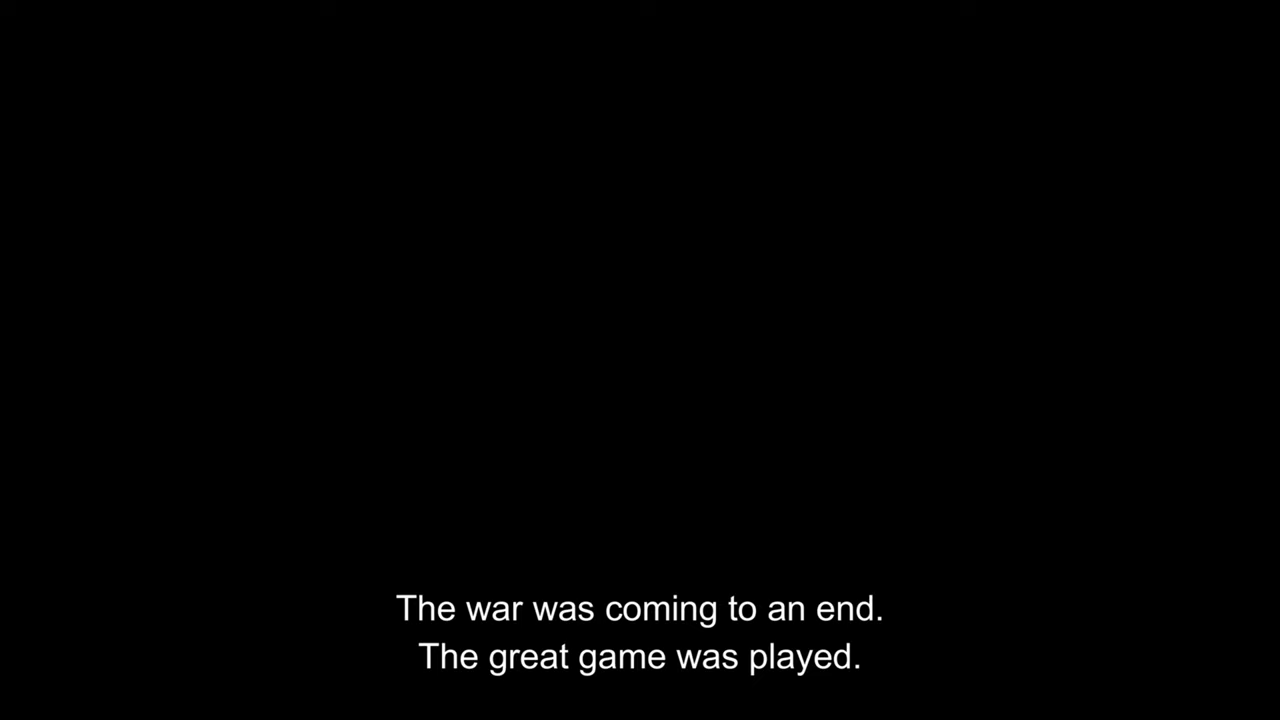 The war was coming to an end.
The great game was played.